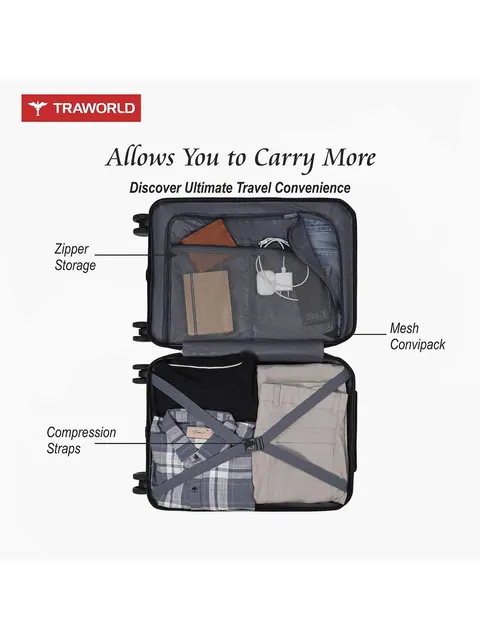 TRAWORLD
Allows You to Carry More
Discover Ultimate Travel Convenience
Zipper
Storage
Mesh
Convipack
Compression
Straps